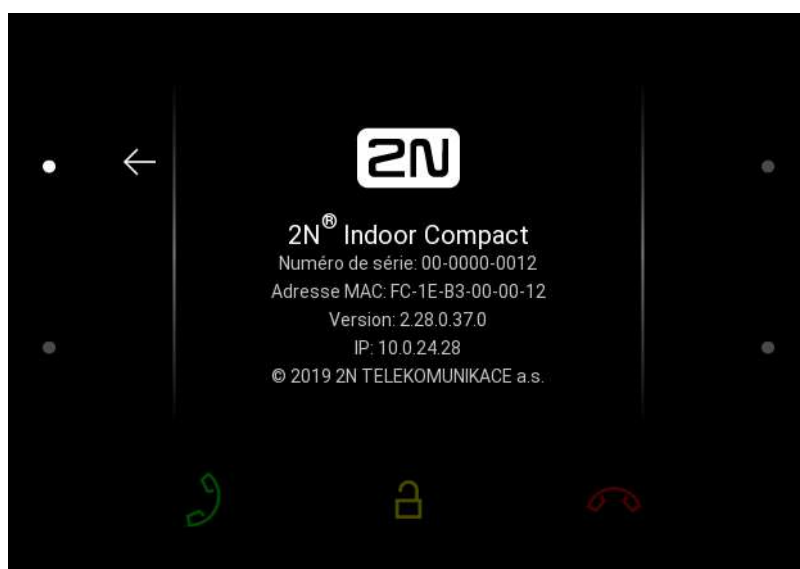 2N
2N® Indoor Compact
Numéro de série: 00-0000-0012
Adresse MAC: FC-1E-B3-00-00-12
Version: 2.28.0.37.0
IP: 10.0.24.28
© 2019 2N TELEKOMUNIKACE a.s.